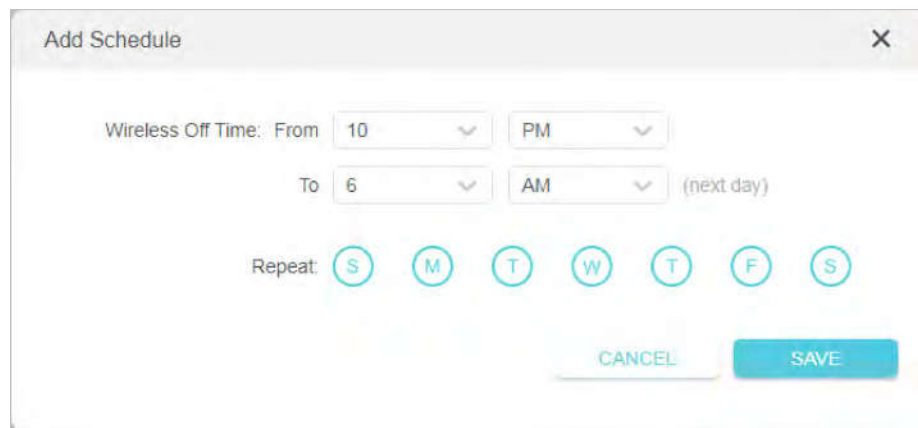 Add Schedule
Wireless Off Time: From 10 PM
To 6 AM (next day)
Repeat: S M T W T F S
CANCEL SAVE